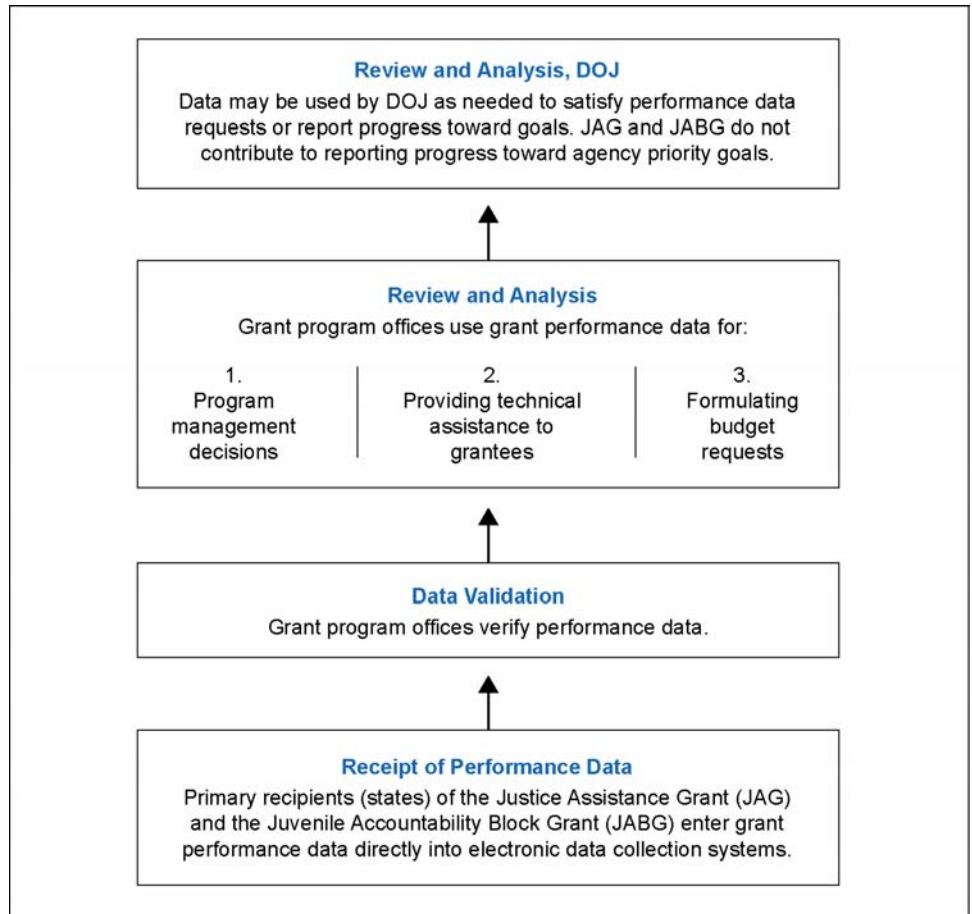 Review and Analysis, DOJ
Data may be used by DOJ as needed to satisfy performance data
requests or report progress toward goals. JAG and JABG do not
contribute to reporting progress toward agency priority goals.
Review and Analysis
Grant program offices use grant performance data for:
1.
Program
management
decisions
2.
Providing technical
assistance to
grantees
3.
Formulating
budget
requests
Data Validation
Grant program offices verify performance data.
Receipt of Performance Data
Primary recipients (states) of the Justice Assistance Grant (JAG)
and the Juvenile Accountability Block Grant (JABG) enter grant
performance data directly into electronic data collection systems.